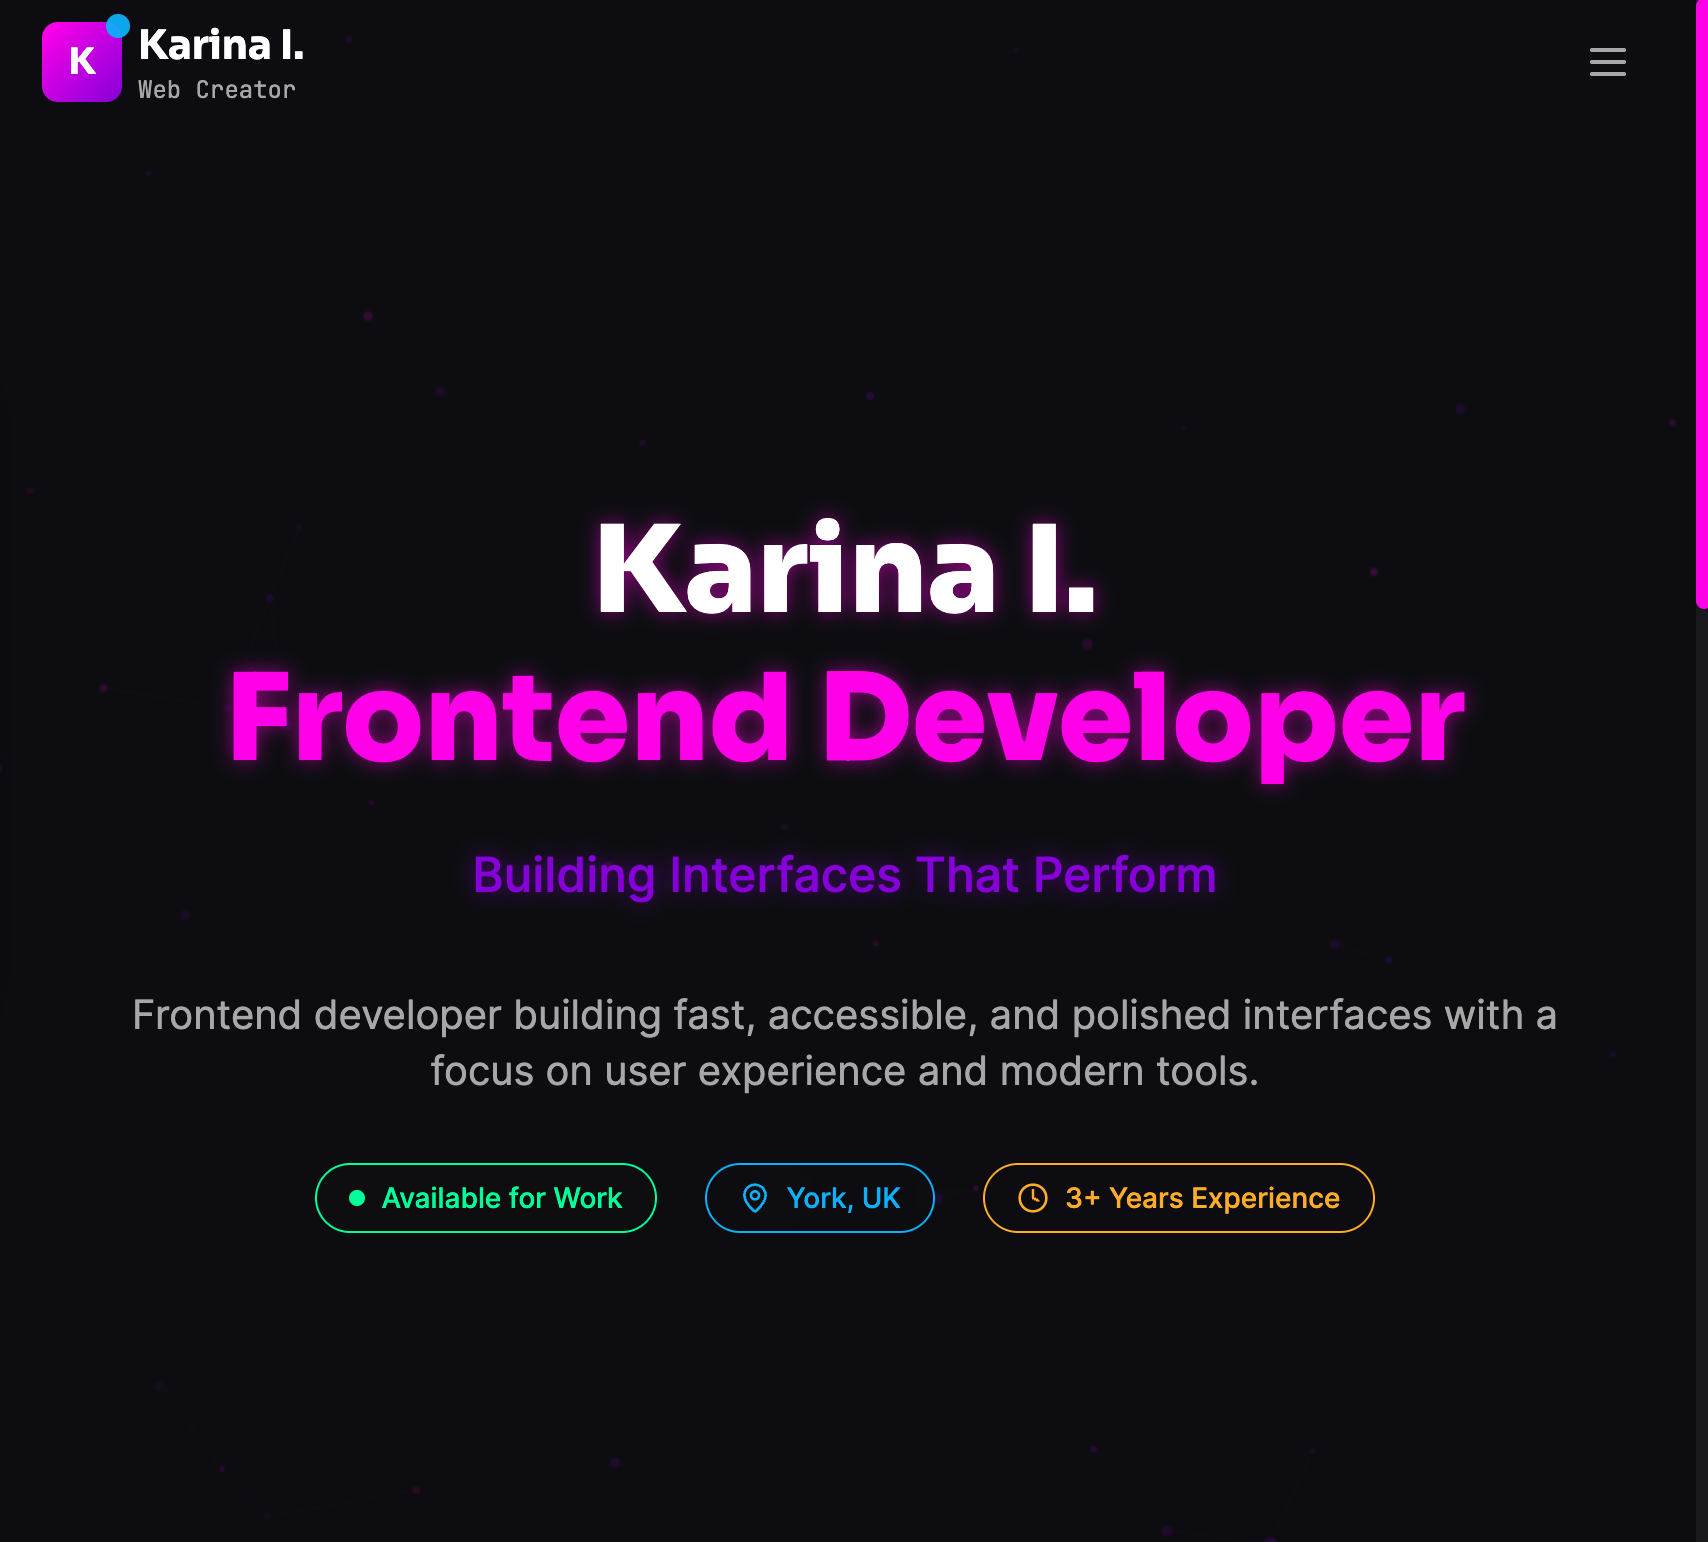 K
Karina I.
Web Creator
Karina I.
Frontend Developer
Building Interfaces That Perform
Frontend developer building fast, accessible, and polished interfaces with a
focus on user experience and modern tools.
Available for Work
York, UK
3+ Years Experience